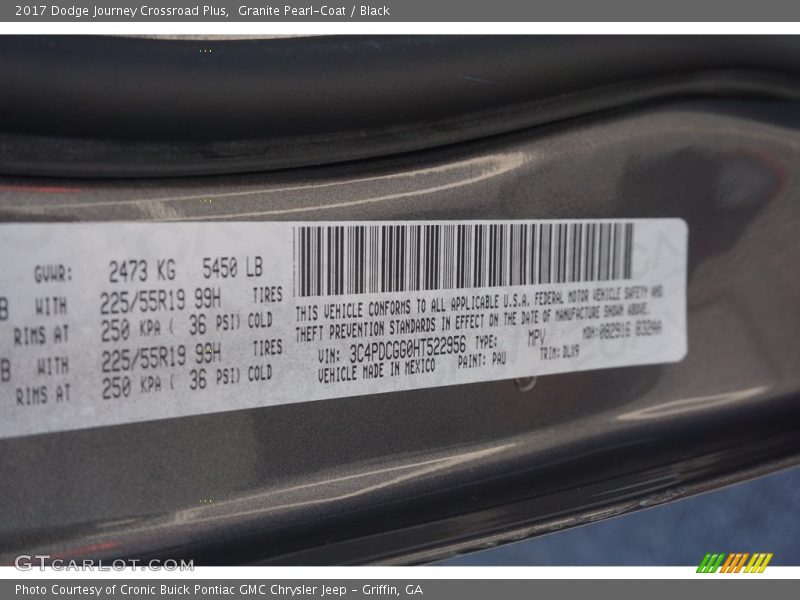 2017 Dodge Journey Crossroad Plus, Granite Pearl-Coat / Black
GVWR: 2473 KG 5450 LB
B WITH 225/55R19 99H TIRES
RIMS AT 250 KPA ( 36 PSI) COLD
B WITH 225/55R19 99H TIRES
RIMS AT 250 KPA ( 36 PSI) COLD
THIS VEHICLE CONFORMS TO ALL APPLICABLE U.S.A. FEDERAL MOTOR VEHICLE SAFETY AND
THEFT PREVENTION STANDARDS IN EFFECT ON THE DATE OF MANUFACTURE SHOWN ABOVE.
VIN: 3C4PDCGG0HT522956 TYPE: MPV MDH:082916
VEHICLE MADE IN MEXICO PAINT: PAU TRIM: DLX9
GTCARLOT.COM
Photo Courtesy of Cronic Buick Pontiac GMC Chrysler Jeep - Griffin, GA